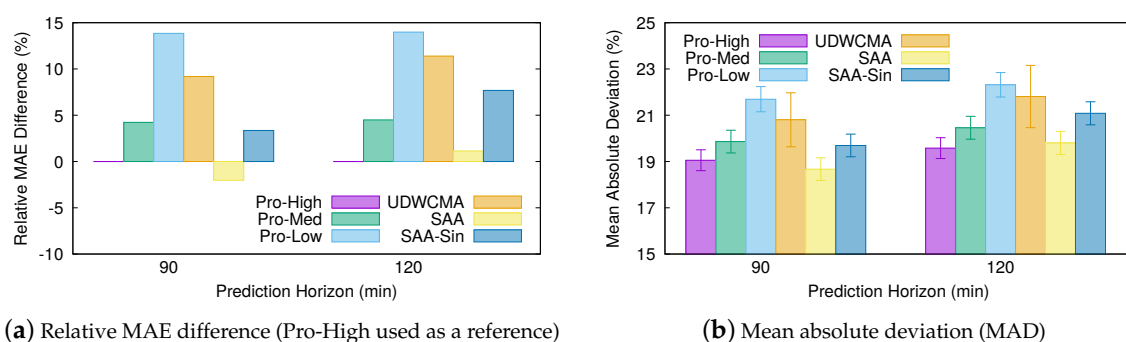 Relative MAE Difference (%)
15
10
5
0
-5
-10
Pro-High
Pro-Med
Pro-Low
UDWCMA
SAA
SAA-Sin
90
120
Prediction Horizon (min)
(a) Relative MAE difference (Pro-High used as a reference)
Mean Absolute Deviation (%)
25
23
21
19
17
15
Pro-High
Pro-Med
Pro-Low
UDWCMA
SAA
SAA-Sin
90
120
Prediction Horizon (min)
(b) Mean absolute deviation (MAD)